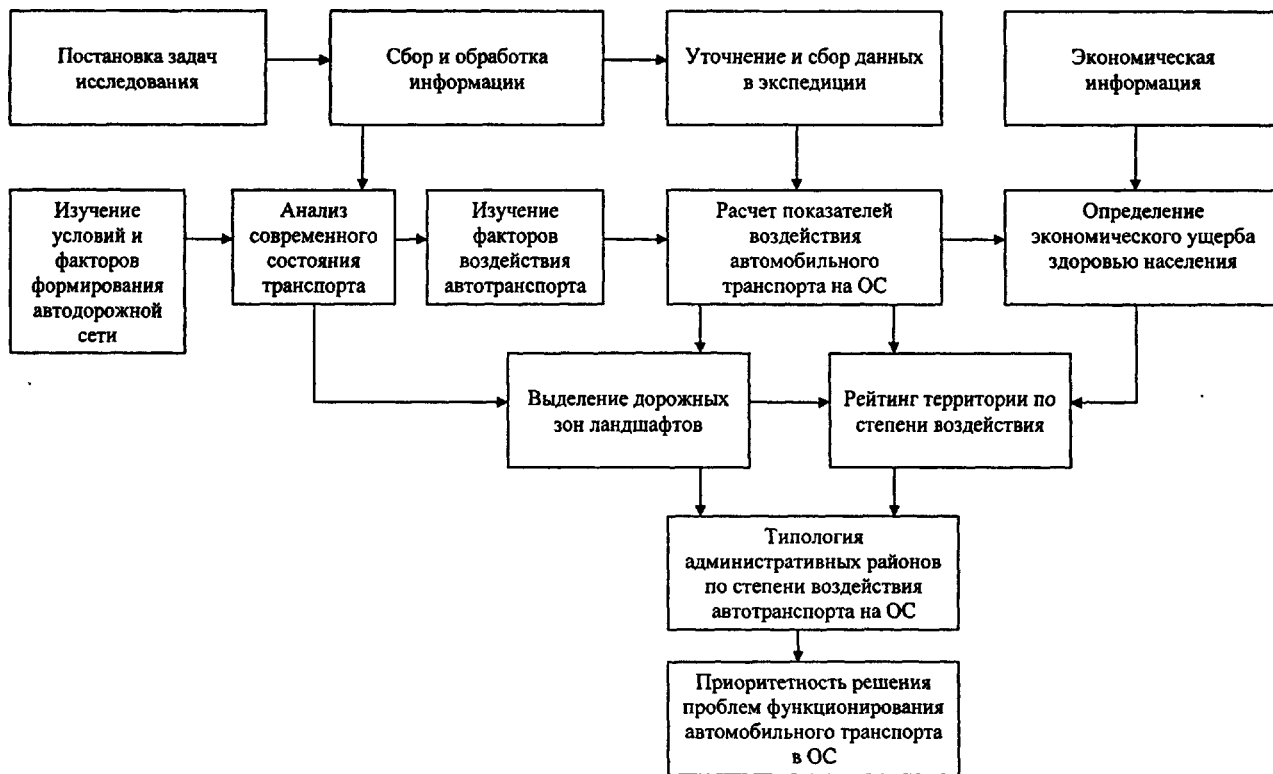 Постановка задач
исследования
Сбор и обработка
информации
Уточнение и сбор данных
в экспедиции
Экономическая
информация
Изучение
условий и
факторов
формирования
автодорожной
сети
Анализ
современного
состояния
транспорта
Изучение
факторов
воздействия
автотранспорта
Расчет показателей
воздействия
автомобильного
транспорта на ОС
Определение
экономического ущерба
здоровью населения
Выделение дорожных
зон ландшафтов
Рейтинг территории по
степени воздействия
Типология
административных районов
по степени воздействия
автотранспорта на ОС
Приоритетность решения
проблем функционирования
автомобильного транспорта
в ОС